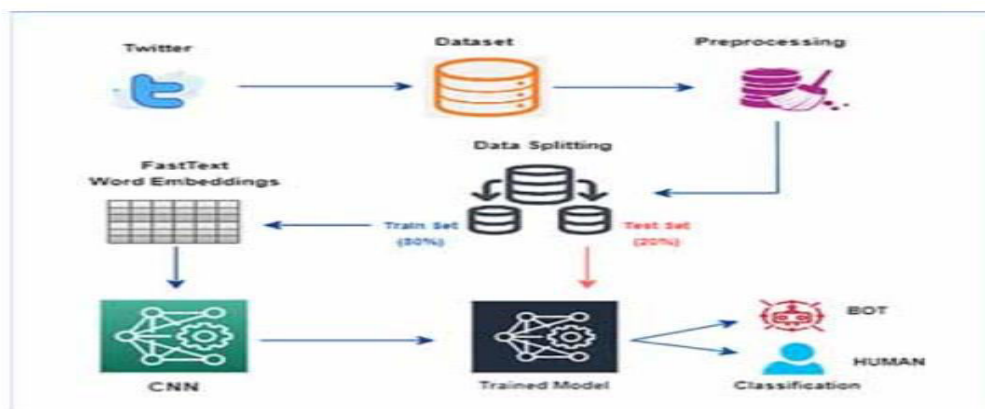 Twitter
Dataset
Preprocessing
Data Splitting
FastText
Word Embeddings
Train Set
(80%)
Test Set
(20%)
BOT
HUMAN
CNN
Trained Model
Classification